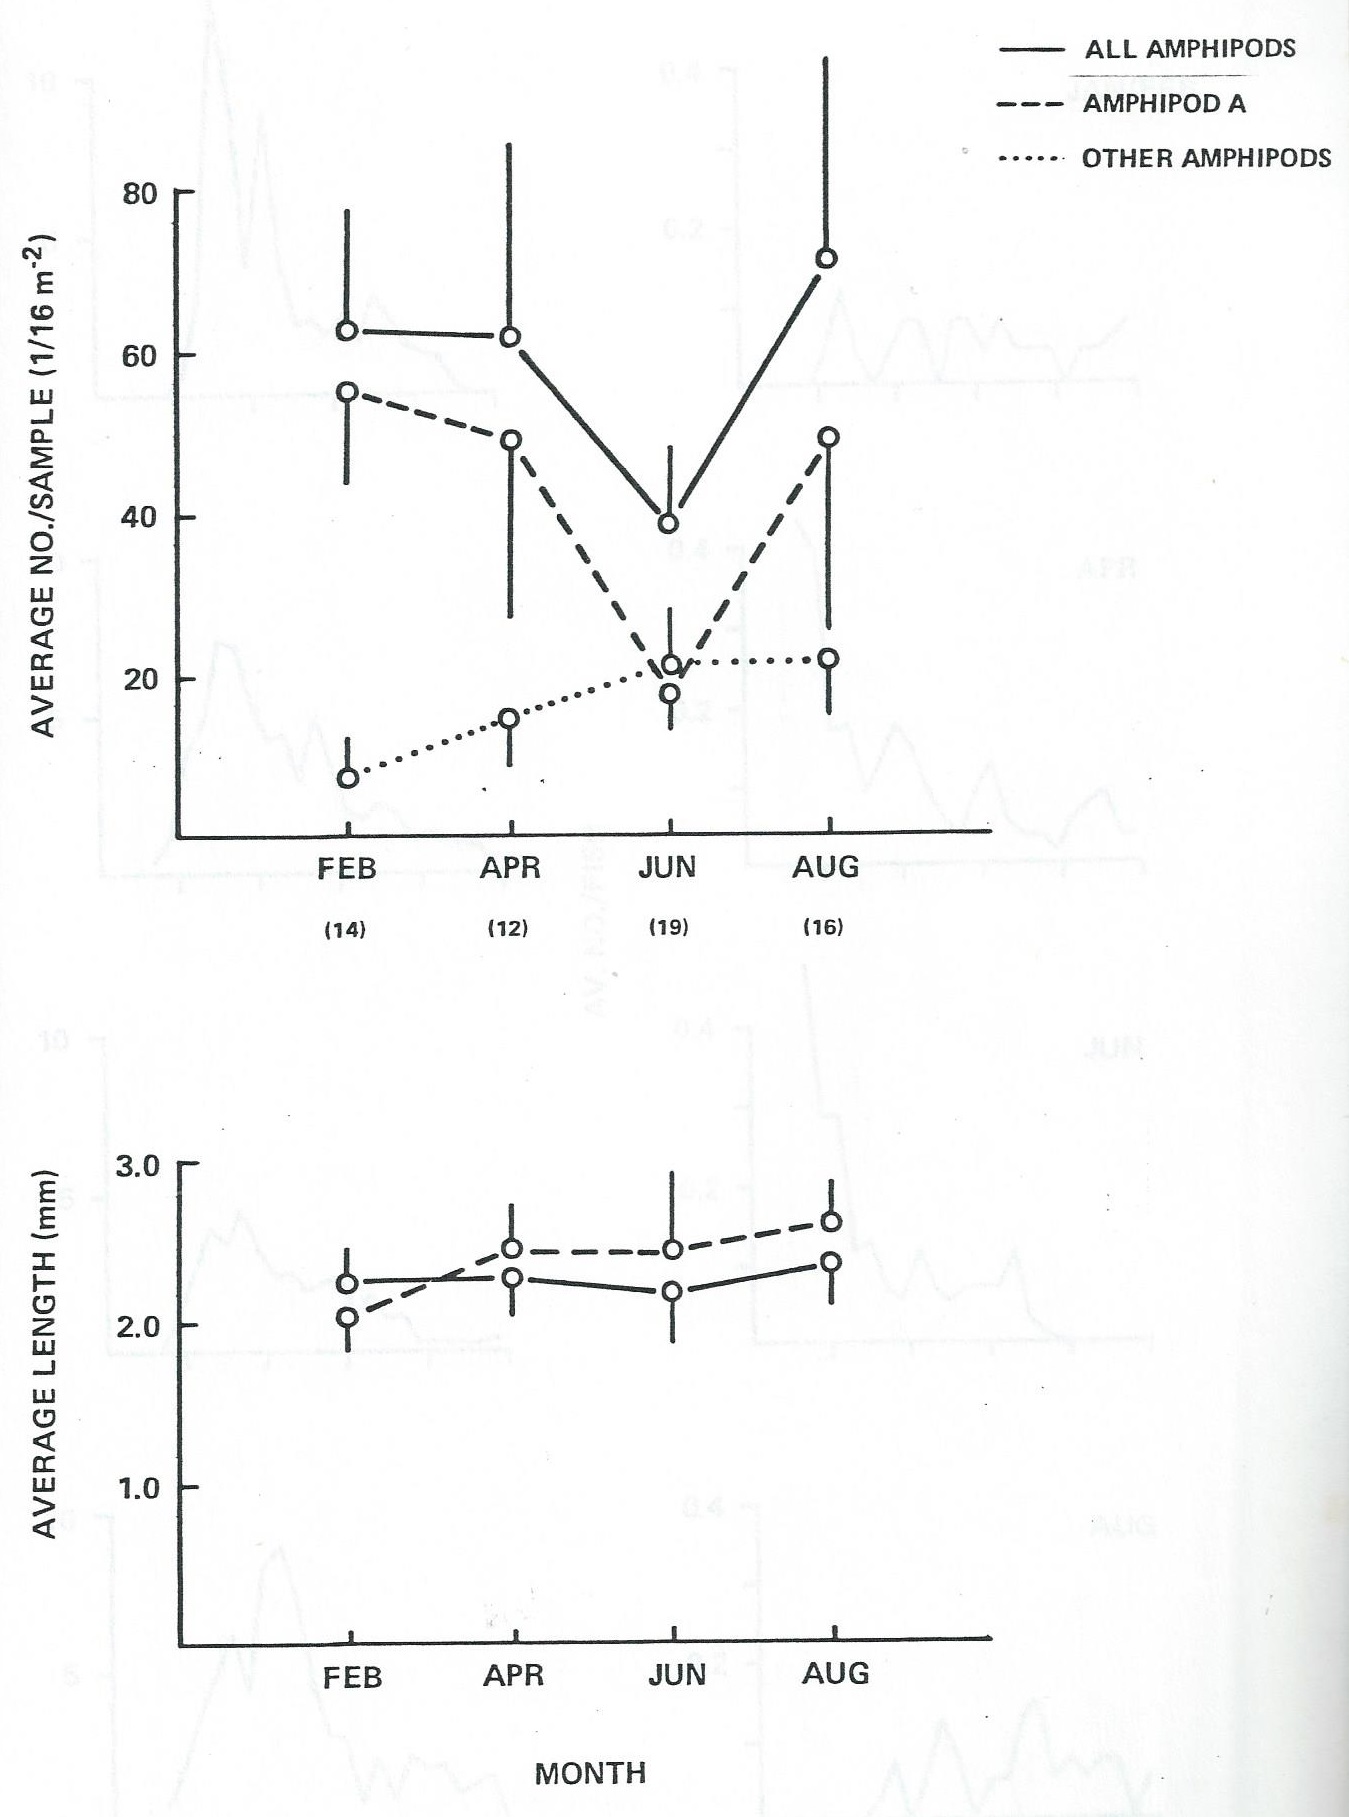 ALL AMPHIPODS
AMPHIPOD A
OTHER AMPHIPODS
AVERAGE NO./SAMPLE (1/16 m-2)
80
60
40
20
FEB APR JUN AUG
(14) (12) (19) (16)
AVERAGE LENGTH (mm)
3.0
2.0
1.0
FEB APR JUN AUG
MONTH